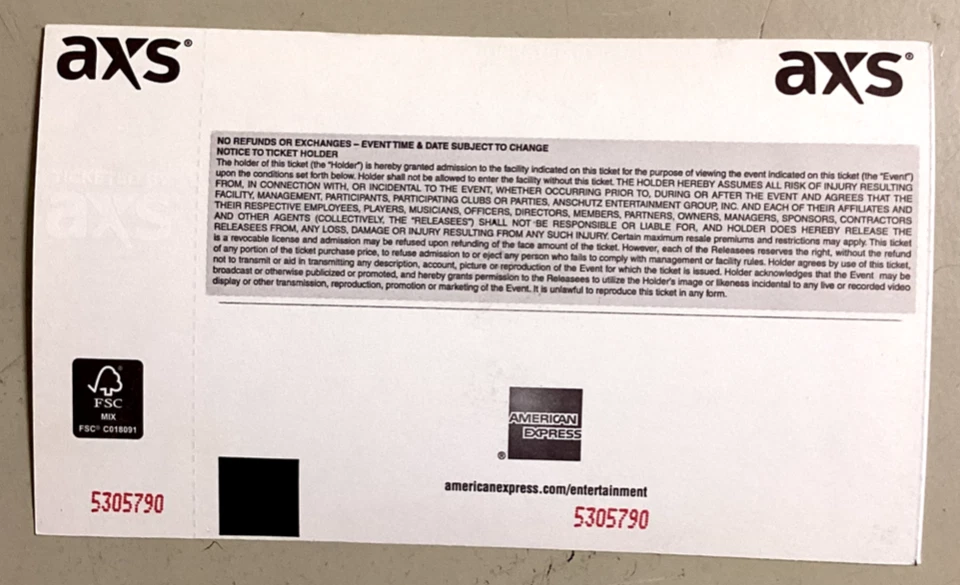 axs®
axs®
NO REFUNDS OR EXCHANGES – EVENT TIME & DATE SUBJECT TO CHANGE
NOTICE TO TICKET HOLDER
The holder of this ticket (the "Holder") is hereby granted admission to the facility indicated on this ticket for the purpose of viewing the event indicated on this ticket (the "Event")
upon the conditions set forth below. Holder shall not be allowed to enter the facility without this ticket. THE HOLDER HEREBY ASSUMES ALL RISK OF INJURY RESULTING
FROM, IN CONNECTION WITH, OR INCIDENTAL TO THE EVENT, WHETHER OCCURRING PRIOR TO, DURING OR AFTER THE EVENT AND AGREES THAT THE
FACILITY, MANAGEMENT, PARTICIPANTS, PARTICIPATING CLUBS OR PARTIES, ANSCHUTZ ENTERTAINMENT GROUP, INC. AND EACH OF THEIR AFFILIATES AND
THEIR RESPECTIVE EMPLOYEES, PLAYERS, MUSICIANS, OFFICERS, DIRECTORS, MEMBERS, PARTNERS, OWNERS, MANAGERS, SPONSORS, CONTRACTORS
AND OTHER AGENTS (COLLECTIVELY, THE "RELEASEES") SHALL NOT BE RESPONSIBLE OR LIABLE FOR, AND HOLDER DOES HEREBY RELEASE THE
RELEASEES FROM, ANY LOSS, DAMAGE OR INJURY RESULTING FROM ANY SUCH INJURY. Certain maximum resale premiums and restrictions may apply. This ticket
is a revocable license and admission may be refused upon refunding of the face amount of the ticket. However, each of the Releasees reserves the right, without the refund
of any portion of the ticket purchase price, to refuse admission to or eject any person who fails to comply with management or facility rules. Holder agrees by use of this ticket,
not to transmit or aid in transmitting any description, account, picture or reproduction of the Event for which the ticket is issued. Holder acknowledges that the Event may be
broadcast or otherwise publicized or promoted, and hereby grants permission to the Releasees to utilize the Holder's image or likeness incidental to any live or recorded video
display or other transmission, reproduction, promotion or marketing of the Event. It is unlawful to reproduce this ticket in any form.
FSC
MIX
FSC® C018091
AMERICAN
EXPRESS
®
americanexpress.com/entertainment
5305790
5305790